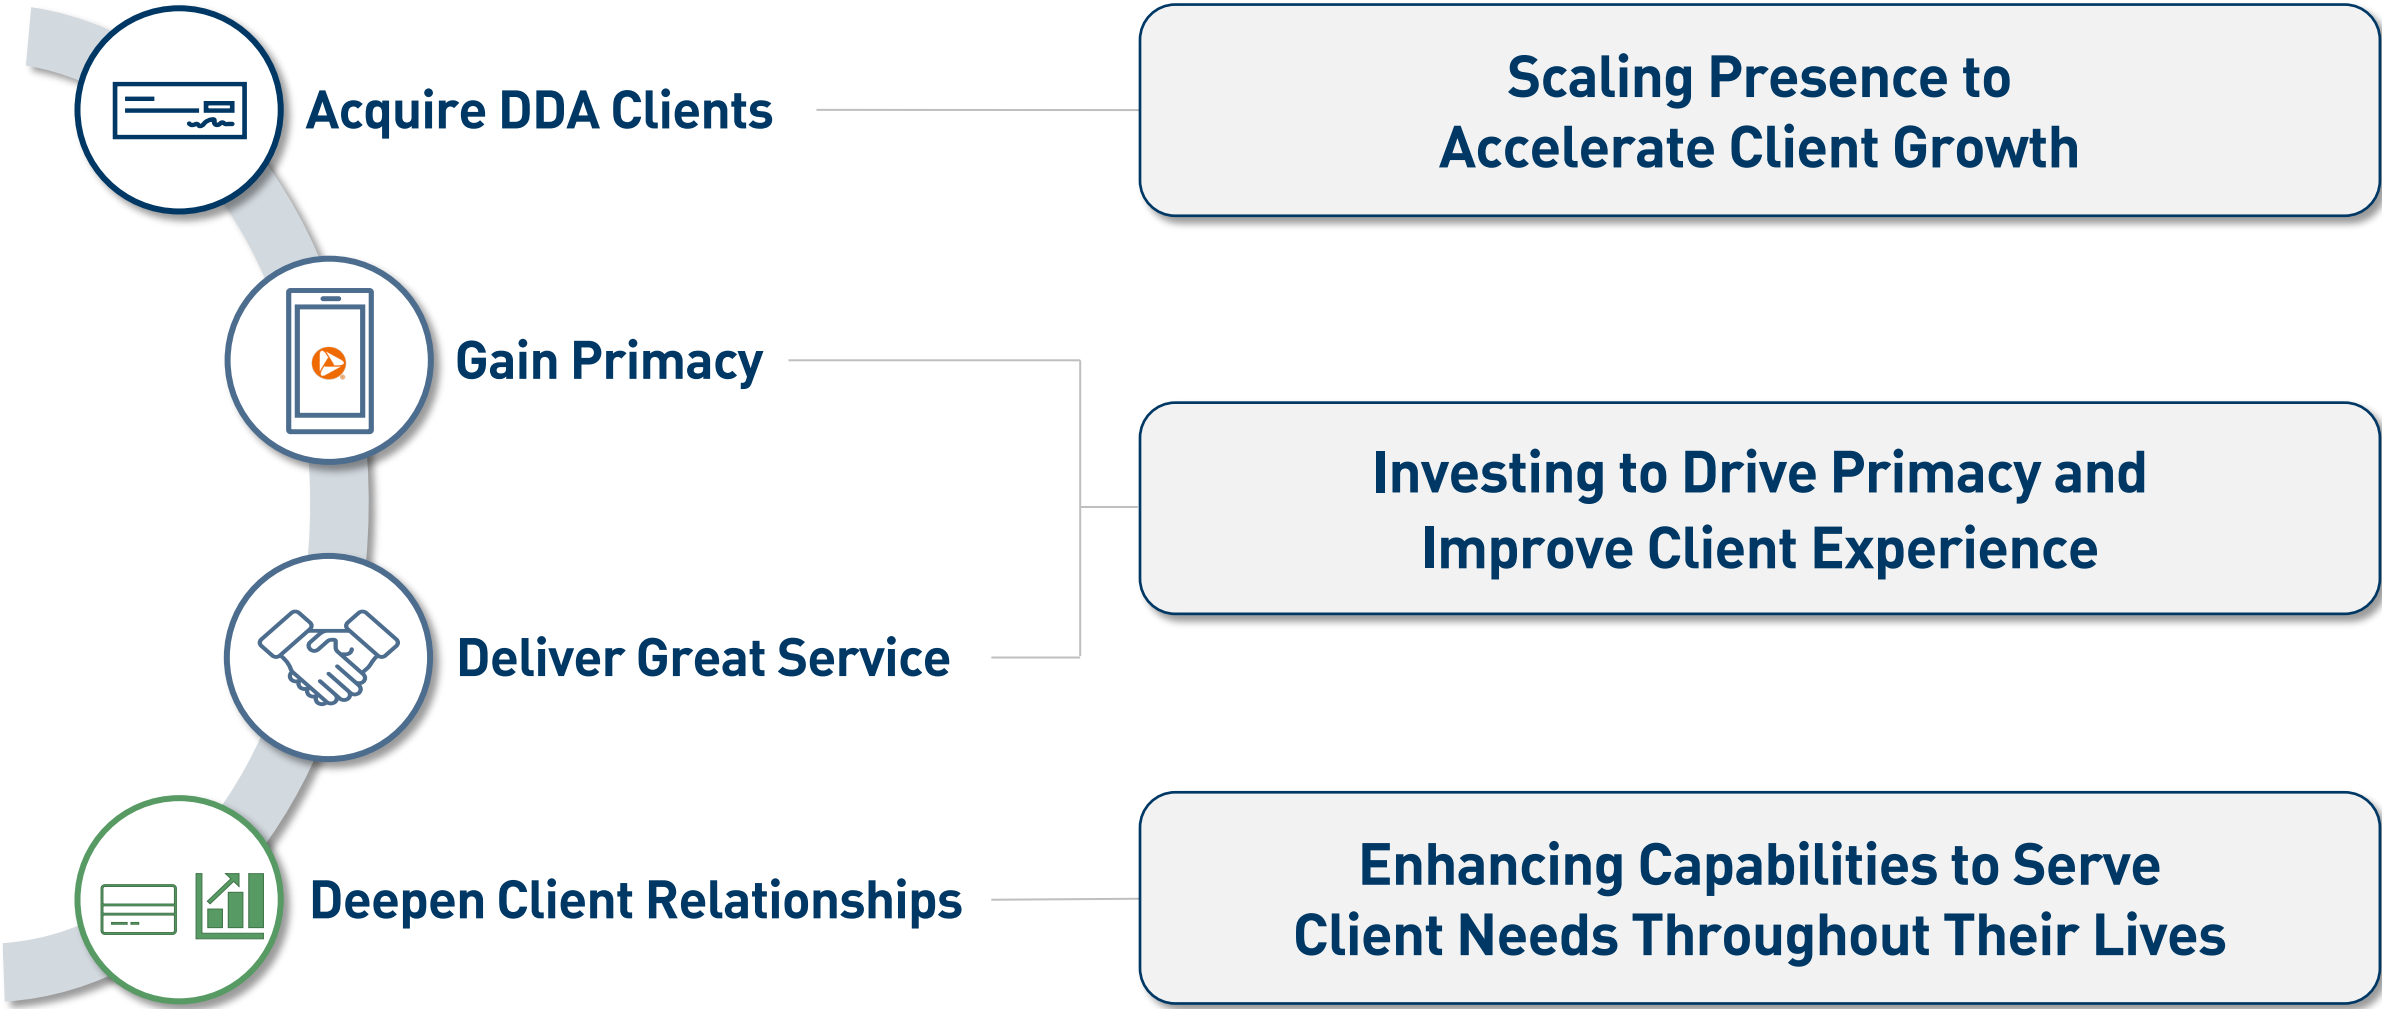 Acquire DDA Clients
Scaling Presence to
Accelerate Client Growth
Gain Primacy
Investing to Drive Primacy and
Improve Client Experience
Deliver Great Service
Deepen Client Relationships
Enhancing Capabilities to Serve
Client Needs Throughout Their Lives